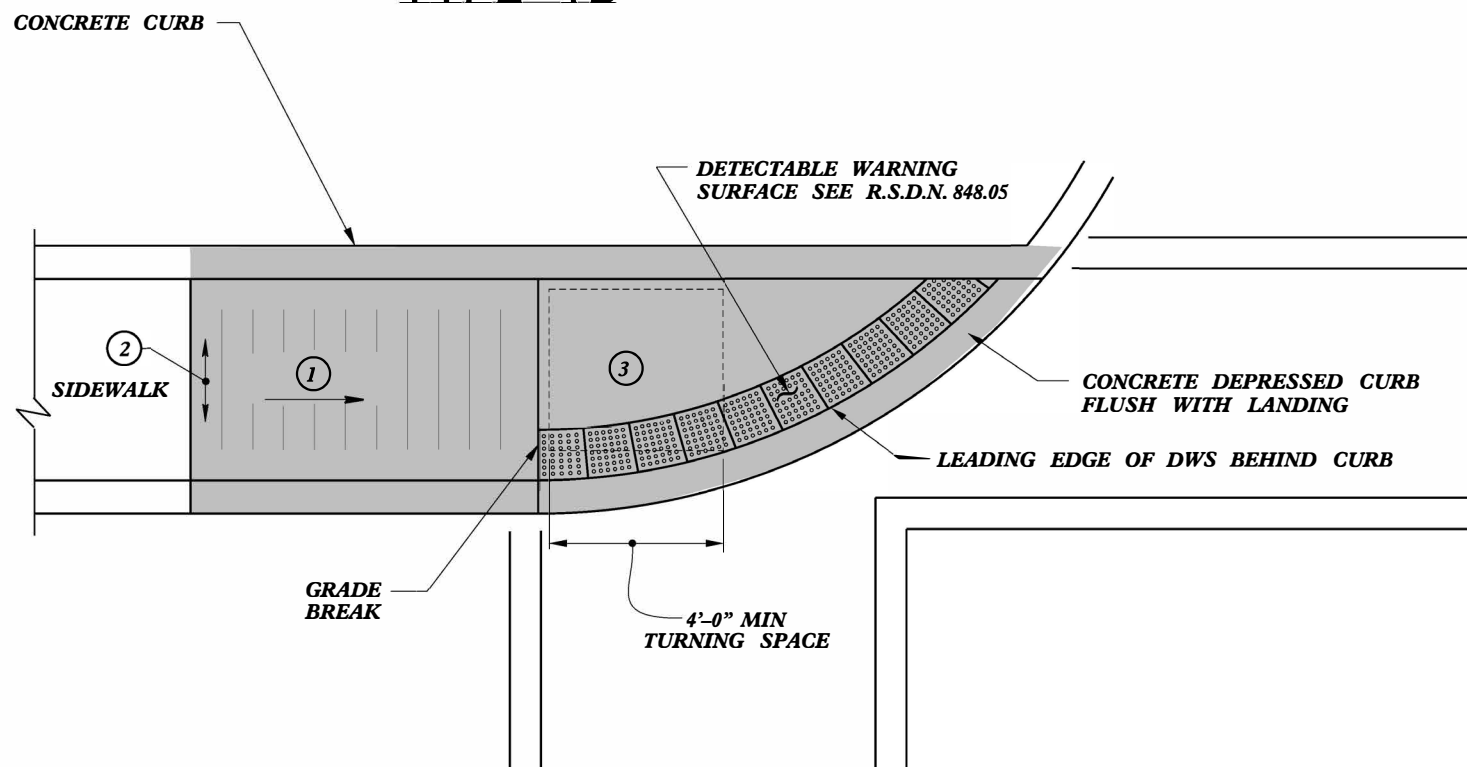 CONCRETE CURB
DETECTABLE WARNING
SURFACE SEE R.S.D.N. 848.05
2
SIDEWALK
1
3
CONCRETE DEPRESSED CURB
FLUSH WITH LANDING
LEADING EDGE OF DWS BEHIND CURB
GRADE
BREAK
4'–0" MIN
TURNING SPACE